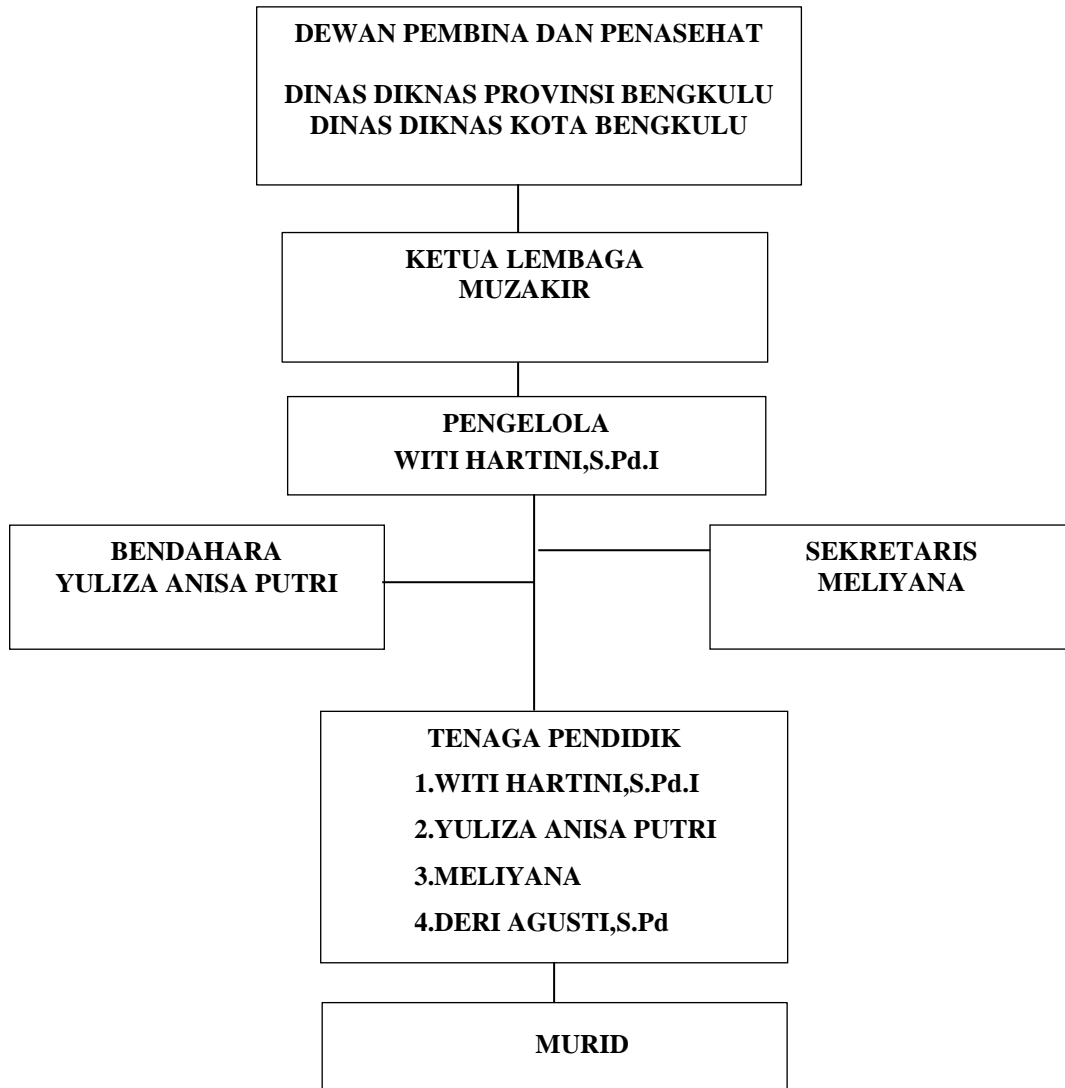 DEWAN PEMBINA DAN PENASEHAT
DINAS DIKNAS PROVINSI BENGKULU
DINAS DIKNAS KOTA BENGKULU
KETUA LEMBAGA
MUZAKIR
PENGELOLA
WITI HARTINI,S.Pd.I
BENDAHARA
YULIZA ANISA PUTRI
SEKRETARIS
MELIYANA
TENAGA PENDIDIK
1.WITI HARTINI,S.Pd.I
2.YULIZA ANISA PUTRI
3.MELIYANA
4.DERI AGUSTI,S.Pd
MURID